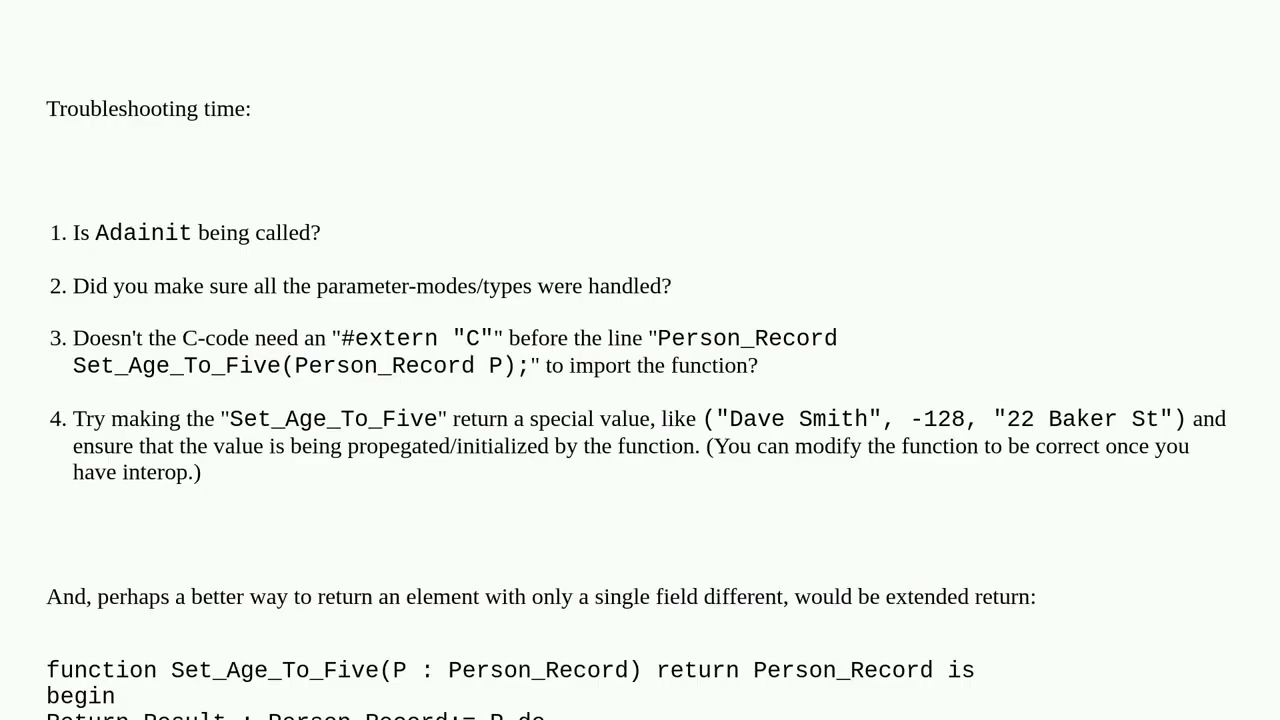 Troubleshooting time:
1. Is Adainit being called?
2. Did you make sure all the parameter-modes/types were handled?
3. Doesn't the C-code need an "#extern "C"" before the line "Person_Record
Set_Age_To_Five(Person_Record P);" to import the function?
4. Try making the "Set_Age_To_Five" return a special value, like ("Dave Smith", -128, "22 Baker St") and
ensure that the value is being propegated/initialized by the function. (You can modify the function to be correct once you
have interop.)
And, perhaps a better way to return an element with only a single field different, would be extended return:
function Set_Age_To_Five(P : Person_Record) return Person_Record is
begin
Return Result : Person_Record:= P do